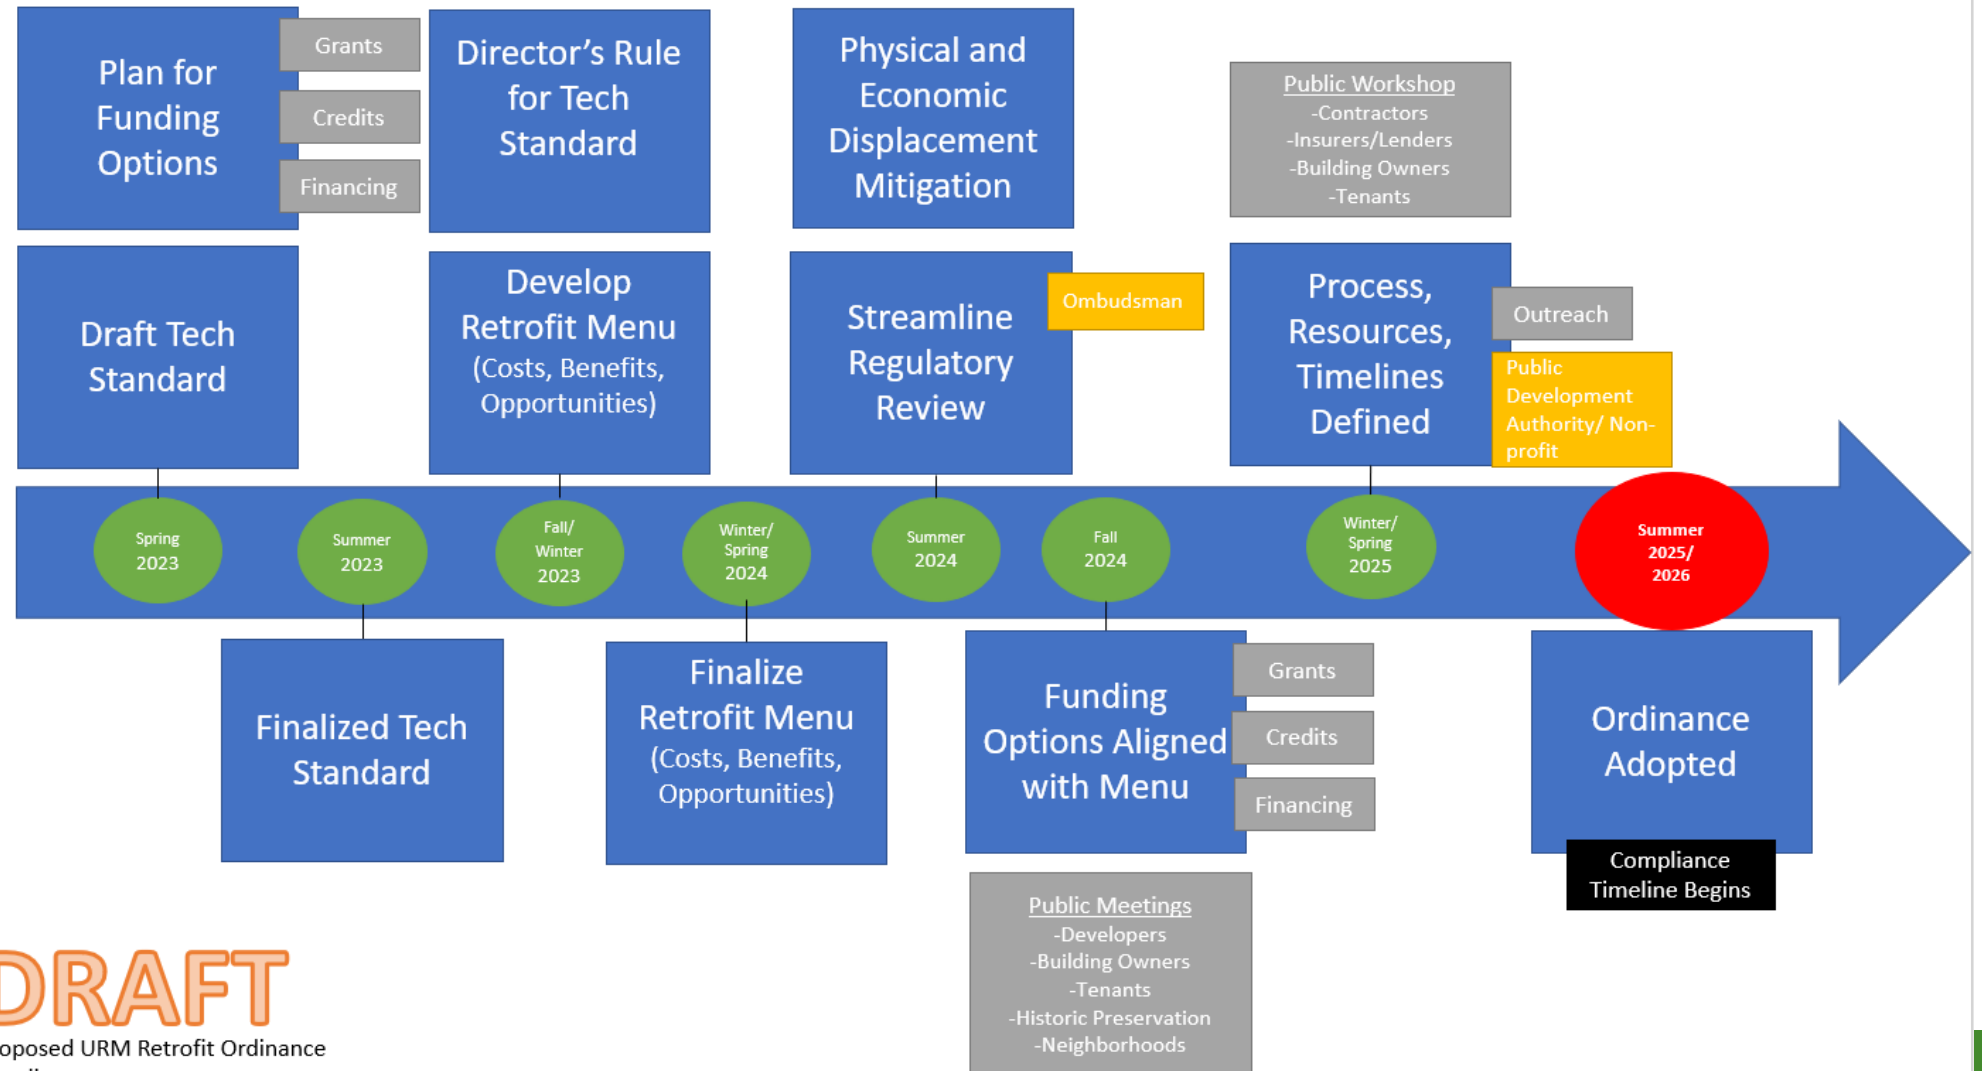 Plan for
Funding
Options
Grants
Credits
Financing
Director’s Rule
for Tech
Standard
Physical and
Economic
Displacement
Mitigation
Public Workshop
-Contractors
-Insurers/Lenders
-Building Owners
-Tenants
Draft Tech
Standard
Develop
Retrofit Menu
(Costs, Benefits,
Opportunities)
Streamline
Regulatory
Review
Ombudsman
Process,
Resources,
Timelines
Defined
Outreach
Public
Development
Authority/ Non-
profit
Spring
2023
Summer
2023
Fall/
Winter
2023
Winter/
Spring
2024
Summer
2024
Fall
2024
Winter/
Spring
2025
Summer
2025/
2026
Finalized Tech
Standard
Finalize
Retrofit Menu
(Costs, Benefits,
Opportunities)
Funding
Options Aligned
with Menu
Grants
Credits
Financing
Ordinance
Adopted
Compliance
Timeline Begins
Public Meetings
-Developers
-Building Owners
-Tenants
-Historic Preservation
-Neighborhoods
DRAFT
oposed URM Retrofit Ordinance